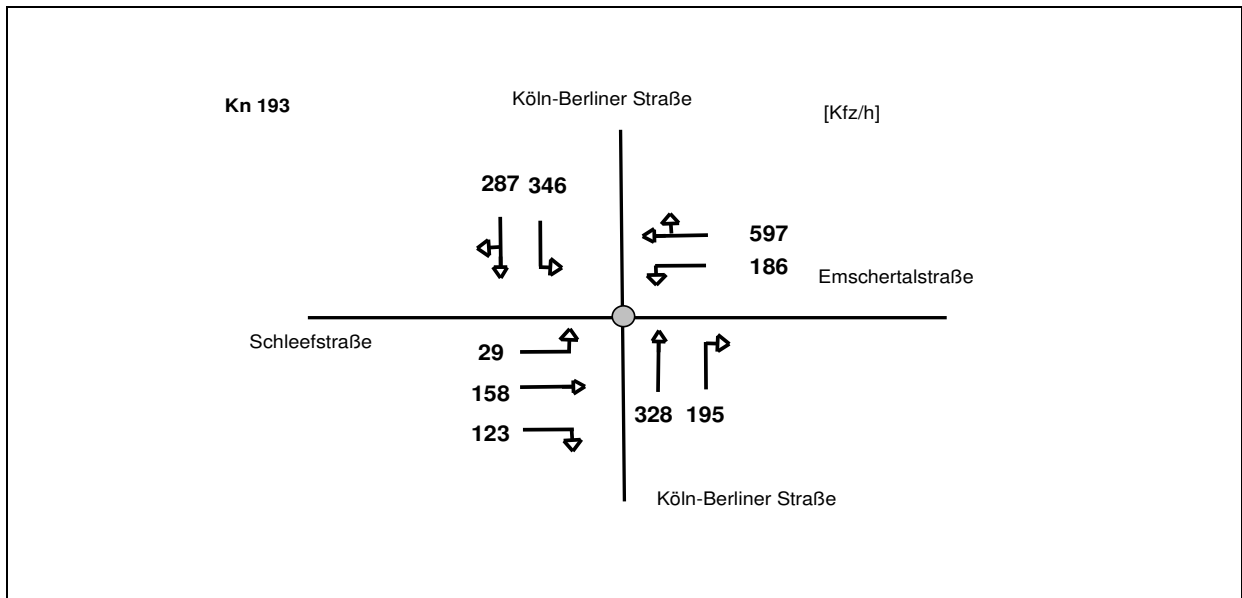 Köln-Berliner Straße
Kn 193
[Kfz/h]
287 346
597
186
Emschertalstraße
Schleefstraße
29
158
123
328 195
Köln-Berliner Straße